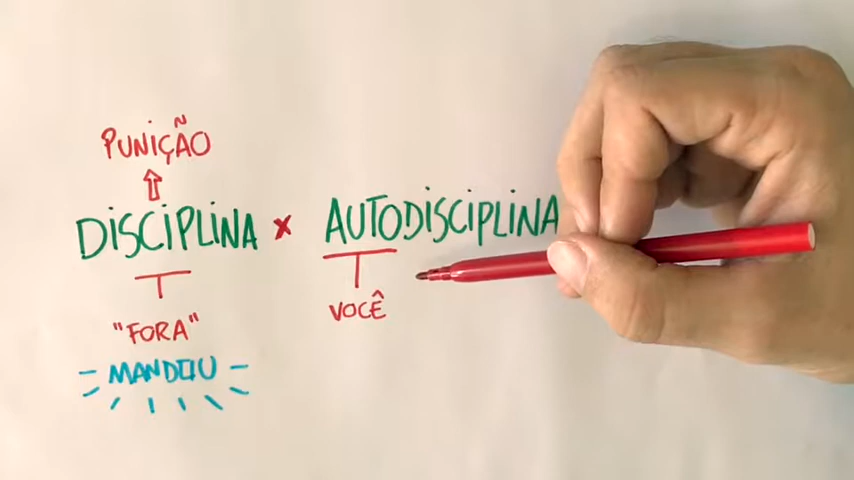 PUNIÇÃO
DISCIPLINA x AUTODISCIPLINA
"FORA"
VOCÊ
MANDOU